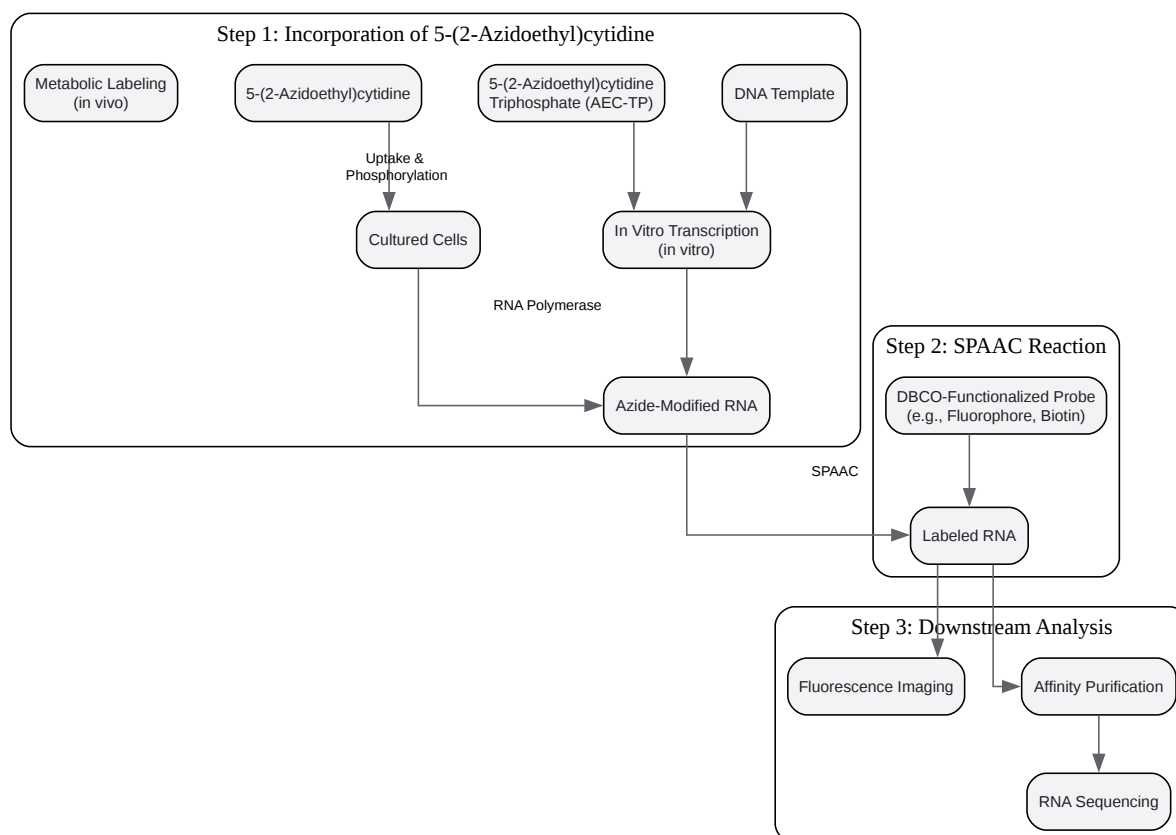 Step 1: Incorporation of 5-(2-Azidoethyl)cytidine
Metabolic Labeling
(in vivo)
5-(2-Azidoethyl)cytidine
5-(2-Azidoethyl)cytidine
Triphosphate (AEC-TP)
DNA Template
Uptake &
Phosphorylation
Cultured Cells
In Vitro Transcription
(in vitro)
RNA Polymerase
Azide-Modified RNA
Step 2: SPAAC Reaction
DBCO-Functionalized Probe
(e.g., Fluorophore, Biotin)
SPAAC
Labeled RNA
Step 3: Downstream Analysis
Fluorescence Imaging
Affinity Purification
RNA Sequencing